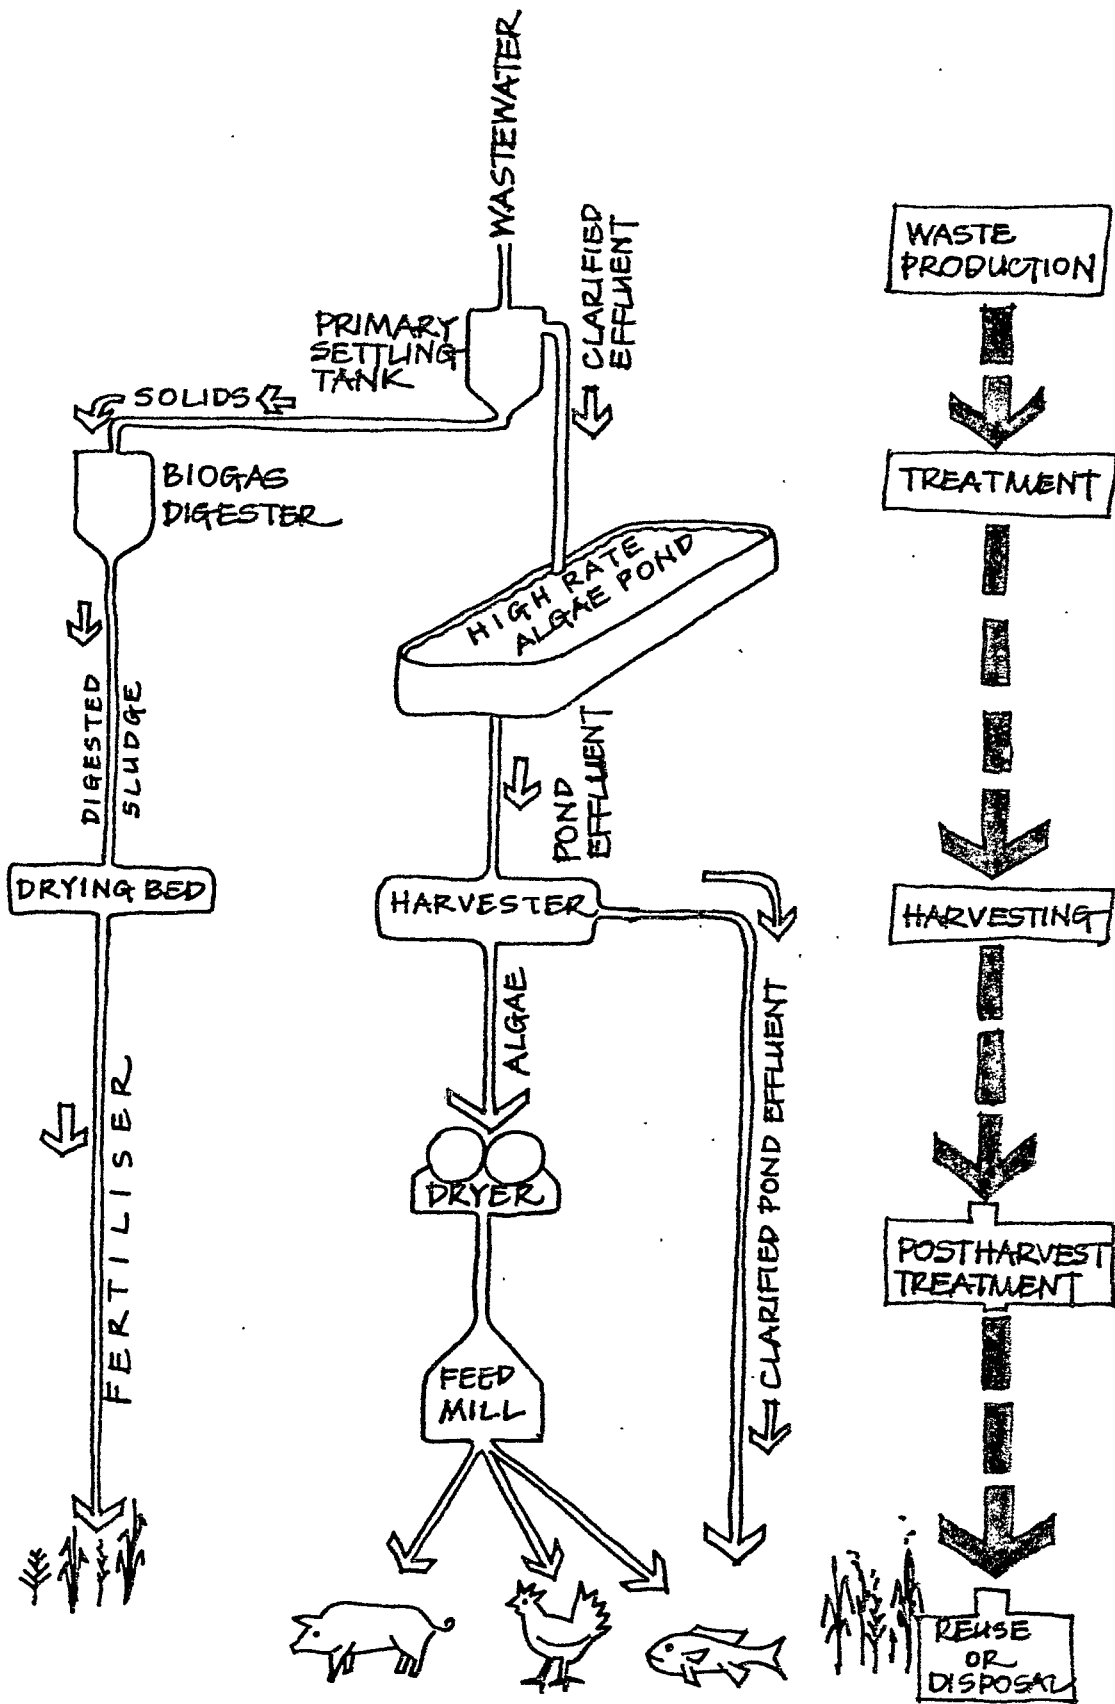 WASTEWATER
CLARIFIED
EFFLUENT
PRIMARY
SETTLING
TANK
SOLIDS
BIOGAS
DIGESTER
HIGH RATE
ALGAE POND
DIGESTED
SLUDGE
POND
EFFLUENT
DRYING BED
HARVESTER
ALGAE
CLARIFIED POND EFFLUENT
FERTILISER
DRYER
FEED
MILL
WASTE
PRODUCTION
TREATMENT
HARVESTING
POSTHARVEST
TREATMENT
REUSE
OR
DISPOSAL